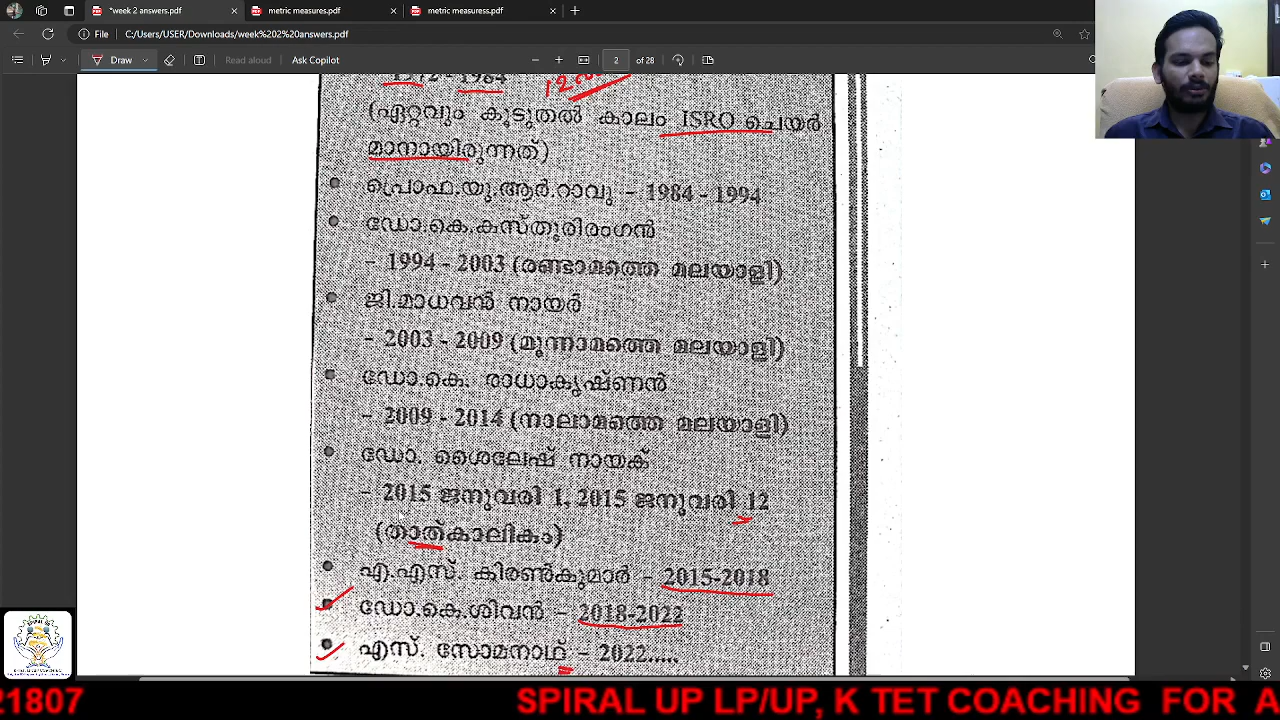 *week 2 answers.pdf
metric measures.pdf
metric measuress.pdf
File C:/Users/USER/Downloads/week%202%20answers.pdf
Draw
Read aloud
Ask Copilot
2 of 28
1972 - 1984
(ഏറ്റവും കൂടുതൽ കാലം ISRO ചെയർ
മാനായിരുന്നത്)
പ്രൊഫ.യു.ആർ.റാവു - 1984 - 1994
ഡോ.കെ.കസ്തൂരിരംഗൻ
- 1994 - 2003 (രണ്ടാമത്തെ മലയാളി)
ജി.മാധവൻ നായർ
- 2003 - 2009 (മൂന്നാമത്തെ മലയാളി)
ഡോ.കെ. രാധാകൃഷ്ണൻ
- 2009 - 2014 (നാലാമത്തെ മലയാളി)
ഡോ. ശൈലേഷ് നായക്
- 2015 ജനുവരി 1, 2015 ജനുവരി 12
(താത്കാലികം)
എ.എസ്. കിരൺകുമാർ - 2015-2018
ഡോ.കെ.ശിവൻ - 2018-2022
എസ്. സോമനാഥ് - 2022.....
21807 SPIRAL UP LP/UP, K TET COACHING FOR A